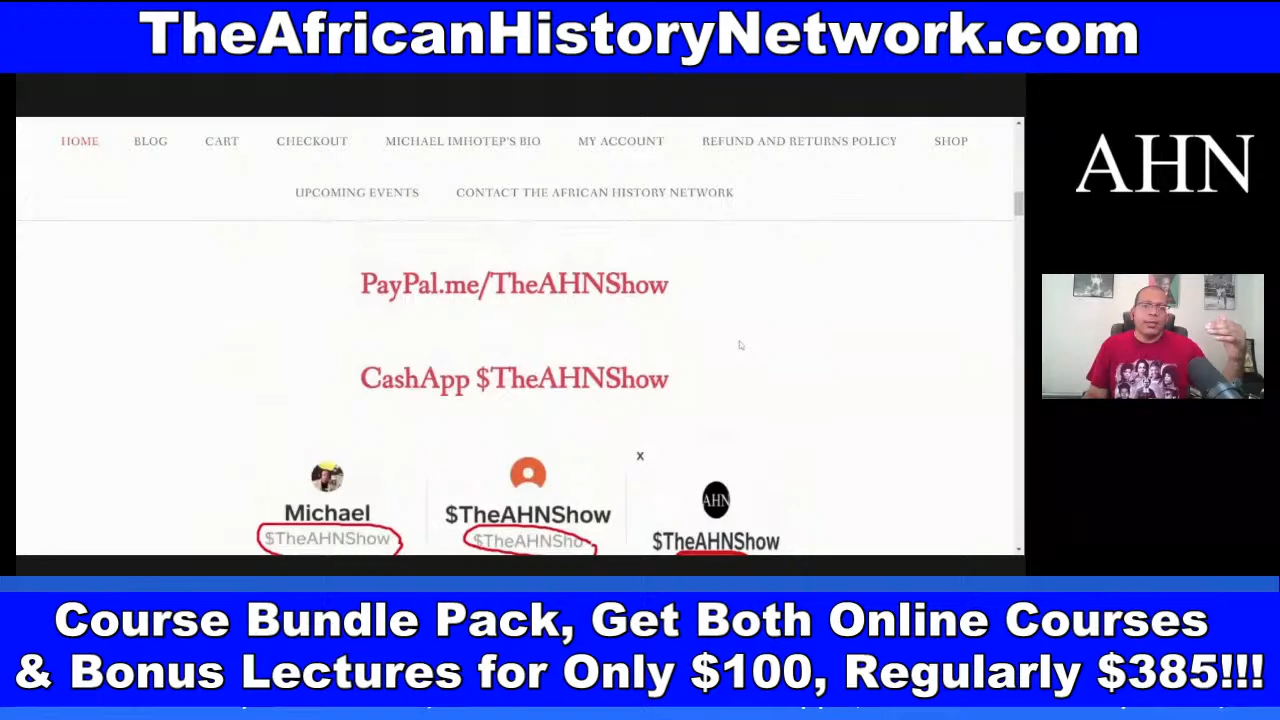 TheAfricanHistoryNetwork.com
HOME BLOG CART CHECKOUT MICHAEL IMHOTEP'S BIO MY ACCOUNT REFUND AND RETURNS POLICY SHOP
UPCOMING EVENTS CONTACT THE AFRICAN HISTORY NETWORK
AHN
PayPal.me/TheAHNShow
CashApp $TheAHNShow
x
AHN
Michael $TheAHNShow
$TheAHNShow $TheAHNSho $TheAHNShow
Course Bundle Pack, Get Both Online Courses
& Bonus Lectures for Only $100, Regularly $385!!!